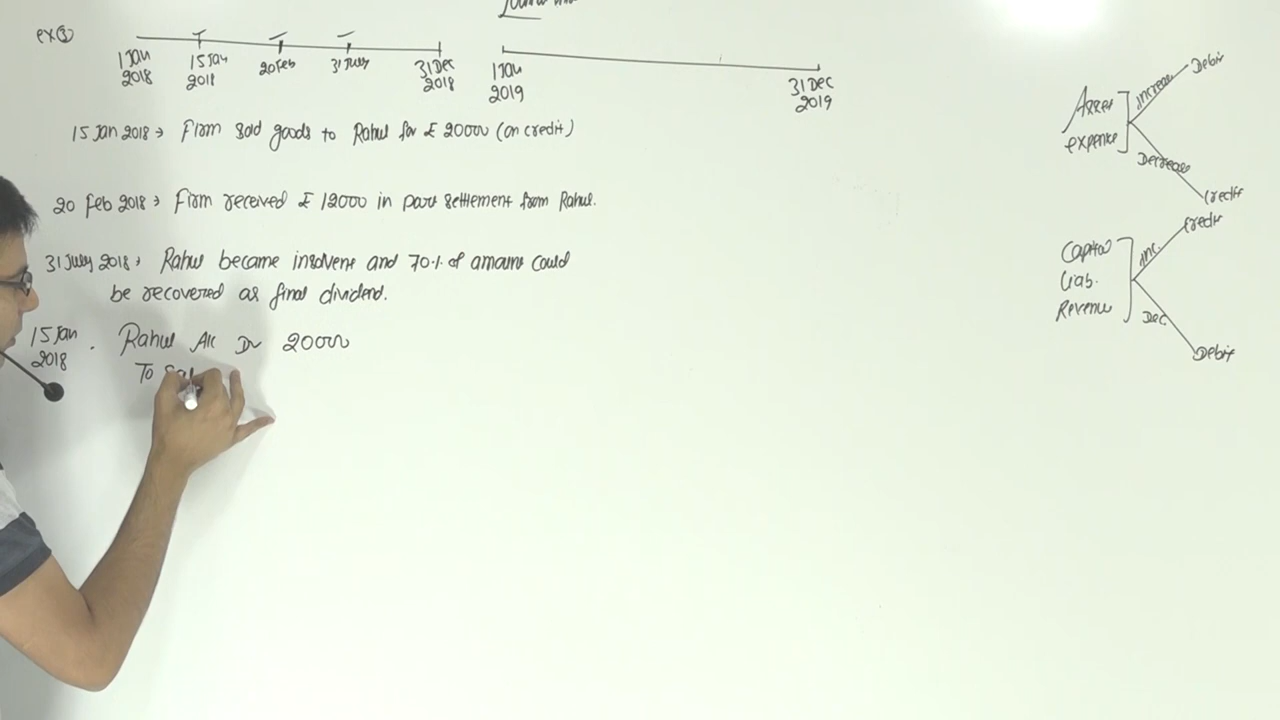 ex ③
1 Jan 2018
15 Jan 2018
20 Feb
31 July
31 Dec 2018
1 Jan 2019
31 Dec 2019
15 Jan 2018 → Firm sold goods to Rahul for £ 20000 (on credit)
20 Feb 2018 → Firm received £ 12000 in part settlement from Rahul.
31 July 2018 → Rahul became insolvent and 70% of amount could
be recovered as final dividend.
15 Jan 2018 . Rahul A/c Dr 20000
To Sal
Asset
expense
increase Debit
Decrease Credit
Capital
Liab.
Revenue
Inc. Credit
Dec Debit